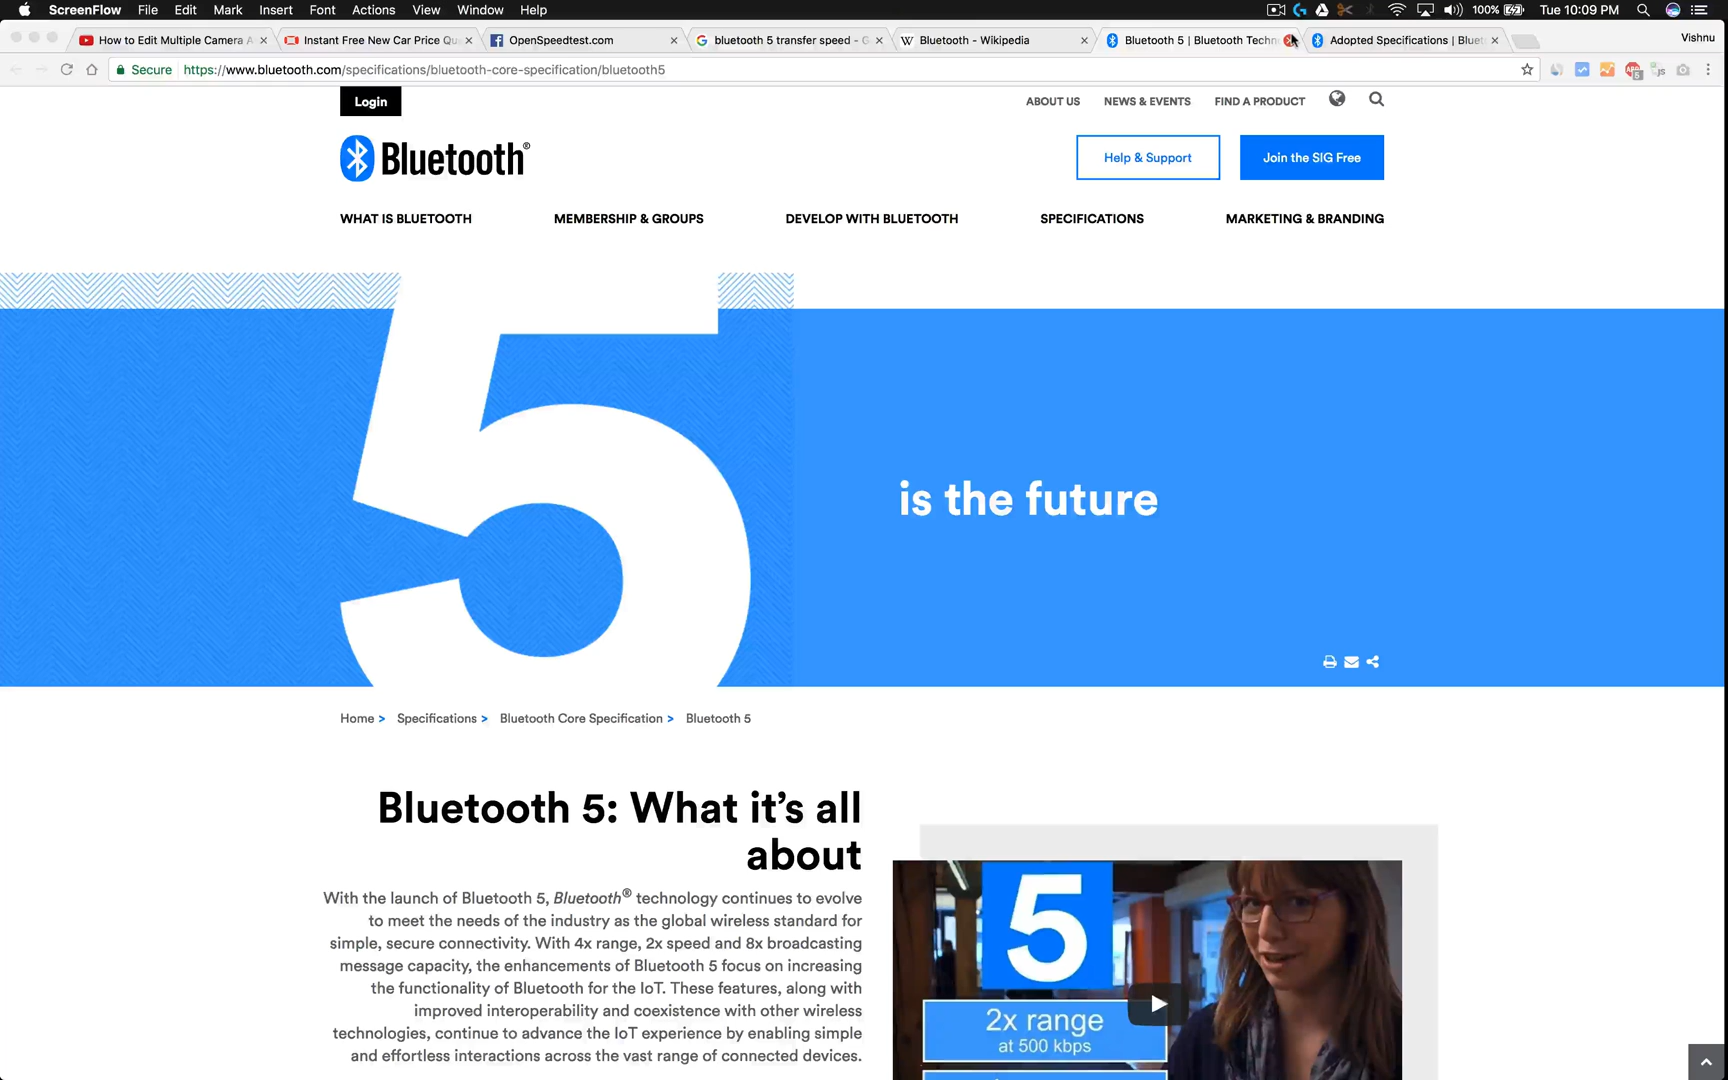 ScreenFlow File Edit Mark Insert Font Actions View Window Help 100% Tue 10:09 PM
How to Edit Multiple Camera A Instant Free New Car Price Qu OpenSpeedtest.com bluetooth 5 transfer speed - G Bluetooth - Wikipedia Bluetooth 5 | Bluetooth Techn Adopted Specifications | Bluet Vishnu
Secure https://www.bluetooth.com/specifications/bluetooth-core-specification/bluetooth5
Login ABOUT US NEWS & EVENTS FIND A PRODUCT
Bluetooth® Help & Support Join the SIG Free
WHAT IS BLUETOOTH MEMBERSHIP & GROUPS DEVELOP WITH BLUETOOTH SPECIFICATIONS MARKETING & BRANDING
5
is the future
Home > Specifications > Bluetooth Core Specification > Bluetooth 5
Bluetooth 5: What it's all
about
With the launch of Bluetooth 5, Bluetooth® technology continues to evolve
to meet the needs of the industry as the global wireless standard for
simple, secure connectivity. With 4x range, 2x speed and 8x broadcasting
message capacity, the enhancements of Bluetooth 5 focus on increasing
the functionality of Bluetooth for the IoT. These features, along with
improved interoperability and coexistence with other wireless
technologies, continue to advance the IoT experience by enabling simple
and effortless interactions across the vast range of connected devices.
5
2x range
at 500 kbps